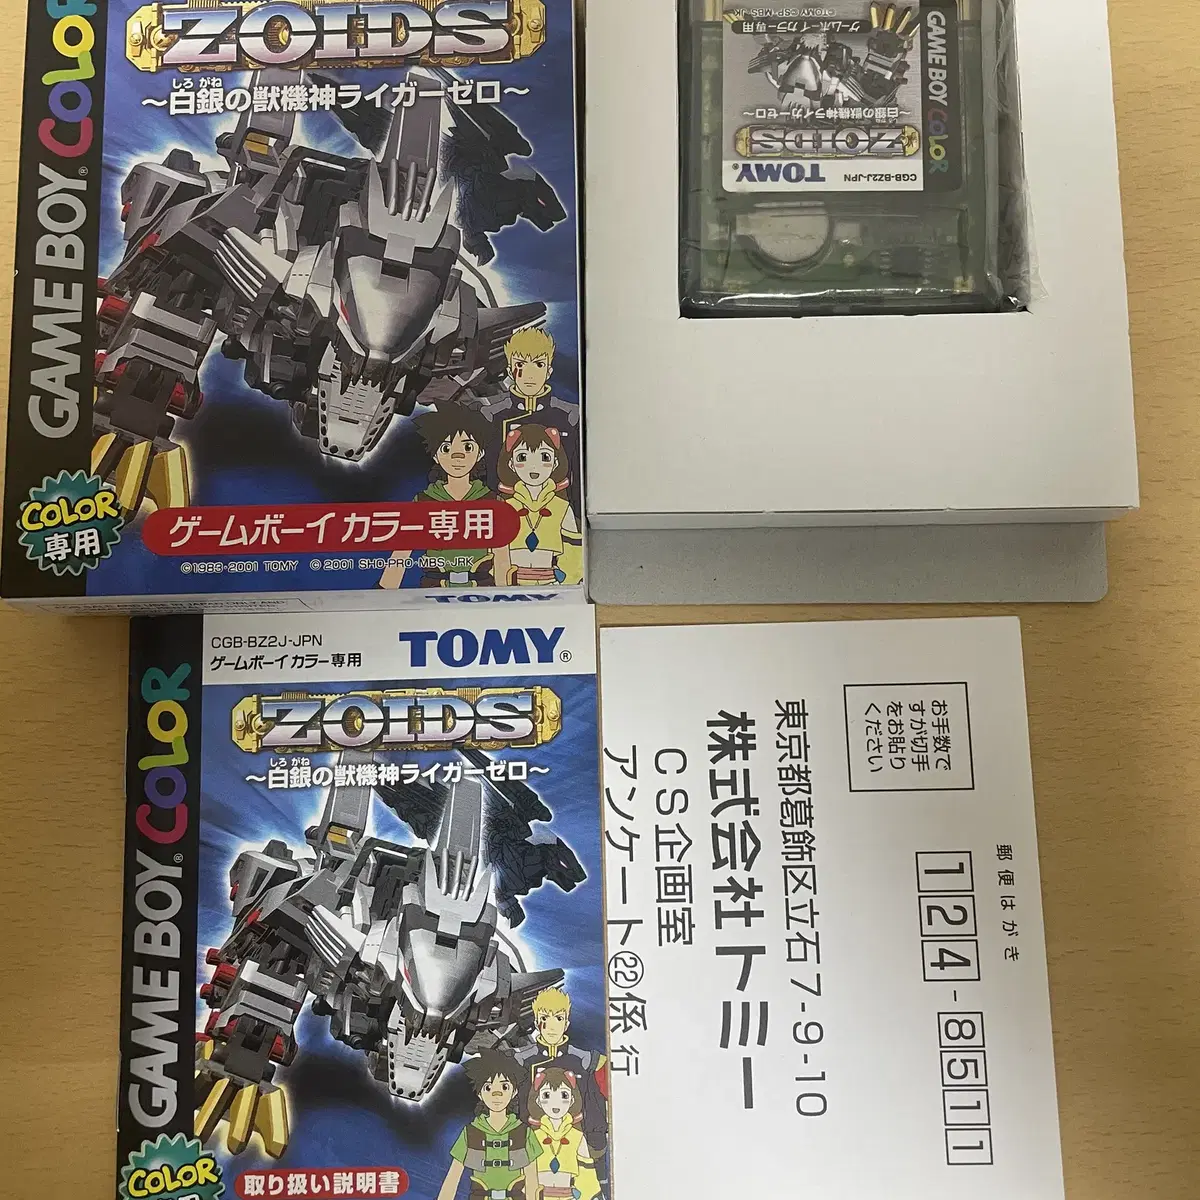 GAME BOY COLOR
ZOIDS
しろがね
～白銀の獣機神ライガーゼロ～
COLOR
専用
ゲームボーイカラー専用
©1983・2001 TOMY © 2001 SHO-PRO・MBS・JRK
TOMY
GAME BOY COLOR
ゲームボーイカラー専用
～白銀の獣機神ライガーゼロ～
ZOIDS
TOMY
CGB-BZ2J-JPN
CGB-BZ2J-JPN
ゲームボーイカラー専用
TOMY®
GAME BOY® COLOR
ZOIDS
しろがね
～白銀の獣機神ライガーゼロ～
COLOR
取り扱い説明書
お手数で
すが切手
をお貼り
ください
郵便はがき
124-8511
東京都葛飾区立石7-9-10
株式会社トミー
CS企画室
アンケート㉒係 行